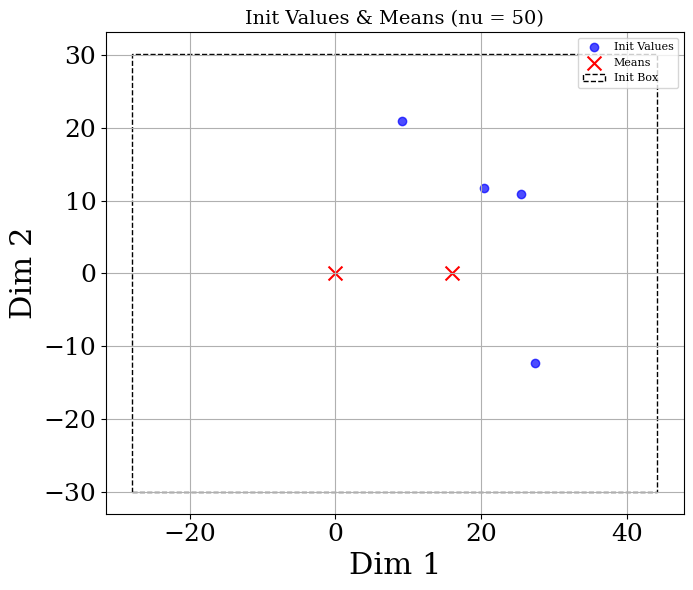 Init Values & Means (nu = 50)
Init Values
Means
Init Box
Dim 2
30
20
10
0
−10
−20
−30
−20 0 20 40
Dim 1